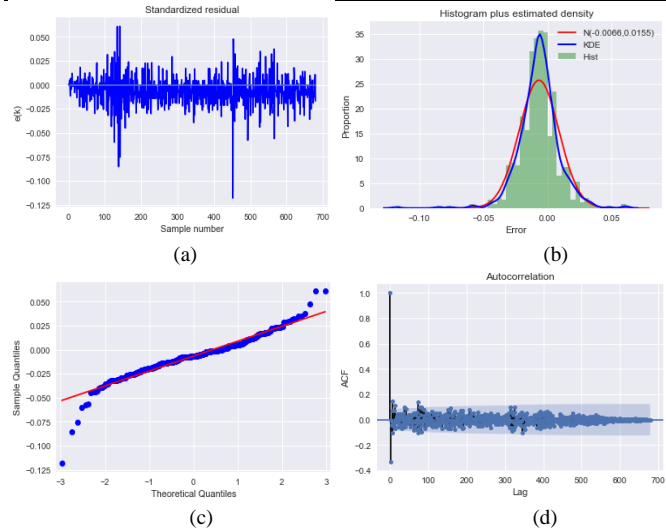 Standardized residual
0.050
0.025
0.000
−0.025
−0.050
−0.075
−0.100
−0.125
e(k)
0 100 200 300 400 500 600 700
Sample number
(a)
Histogram plus estimated density
N(-0.0066,0.0155)
KDE
Hist
35
30
25
20
15
10
5
0
Proportion
−0.10 −0.05 0.00 0.05
Error
(b)
0.050
0.025
0.000
−0.025
−0.050
−0.075
−0.100
−0.125
Sample Quantiles
−3 −2 −1 0 1 2 3
Theoretical Quantiles
(c)
Autocorrelation
1.0
0.8
0.6
0.4
0.2
0.0
−0.2
−0.4
ACF
0 100 200 300 400 500 600 700
Lag
(d)